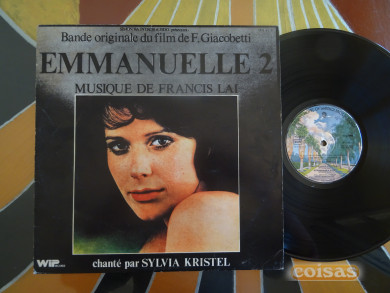 Bande originale du film de F. Giacobetti
EMMANUELLE 2
MUSIQUE DE FRANCIS LAI
WIP
chanté par SYLVIA KRISTEL
coisas